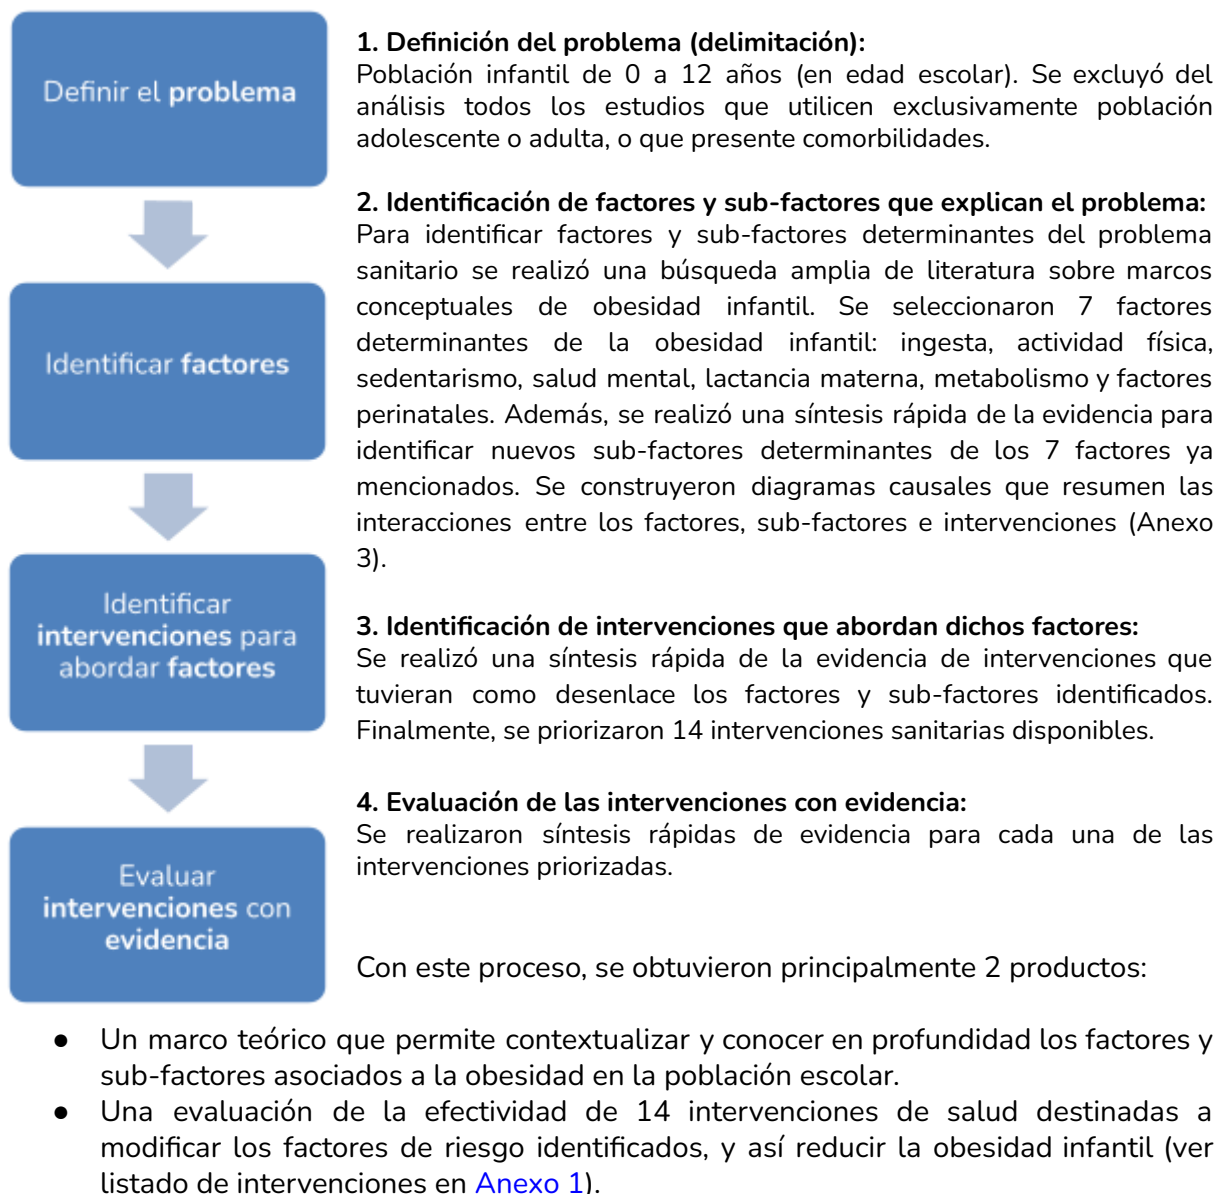 Definir el problema
1. Definición del problema (delimitación):
Población infantil de 0 a 12 años (en edad escolar). Se excluyó del
análisis todos los estudios que utilicen exclusivamente población
adolescente o adulta, o que presente comorbilidades.
Identificar factores
2. Identificación de factores y sub-factores que explican el problema:
Para identificar factores y sub-factores determinantes del problema
sanitario se realizó una búsqueda amplia de literatura sobre marcos
conceptuales de obesidad infantil. Se seleccionaron 7 factores
determinantes de la obesidad infantil: ingesta, actividad física,
sedentarismo, salud mental, lactancia materna, metabolismo y factores
perinatales. Además, se realizó una síntesis rápida de la evidencia para
identificar nuevos sub-factores determinantes de los 7 factores ya
mencionados. Se construyeron diagramas causales que resumen las
interacciones entre los factores, sub-factores e intervenciones (Anexo
3).
Identificar
intervenciones para
abordar factores
3. Identificación de intervenciones que abordan dichos factores:
Se realizó una síntesis rápida de la evidencia de intervenciones que
tuvieran como desenlace los factores y sub-factores identificados.
Finalmente, se priorizaron 14 intervenciones sanitarias disponibles.
Evaluar
intervenciones con
evidencia
4. Evaluación de las intervenciones con evidencia:
Se realizaron síntesis rápidas de evidencia para cada una de las
intervenciones priorizadas.
Con este proceso, se obtuvieron principalmente 2 productos:
● Un marco teórico que permite contextualizar y conocer en profundidad los factores y
sub-factores asociados a la obesidad en la población escolar.
● Una evaluación de la efectividad de 14 intervenciones de salud destinadas a
modificar los factores de riesgo identificados, y así reducir la obesidad infantil (ver
listado de intervenciones en Anexo 1).